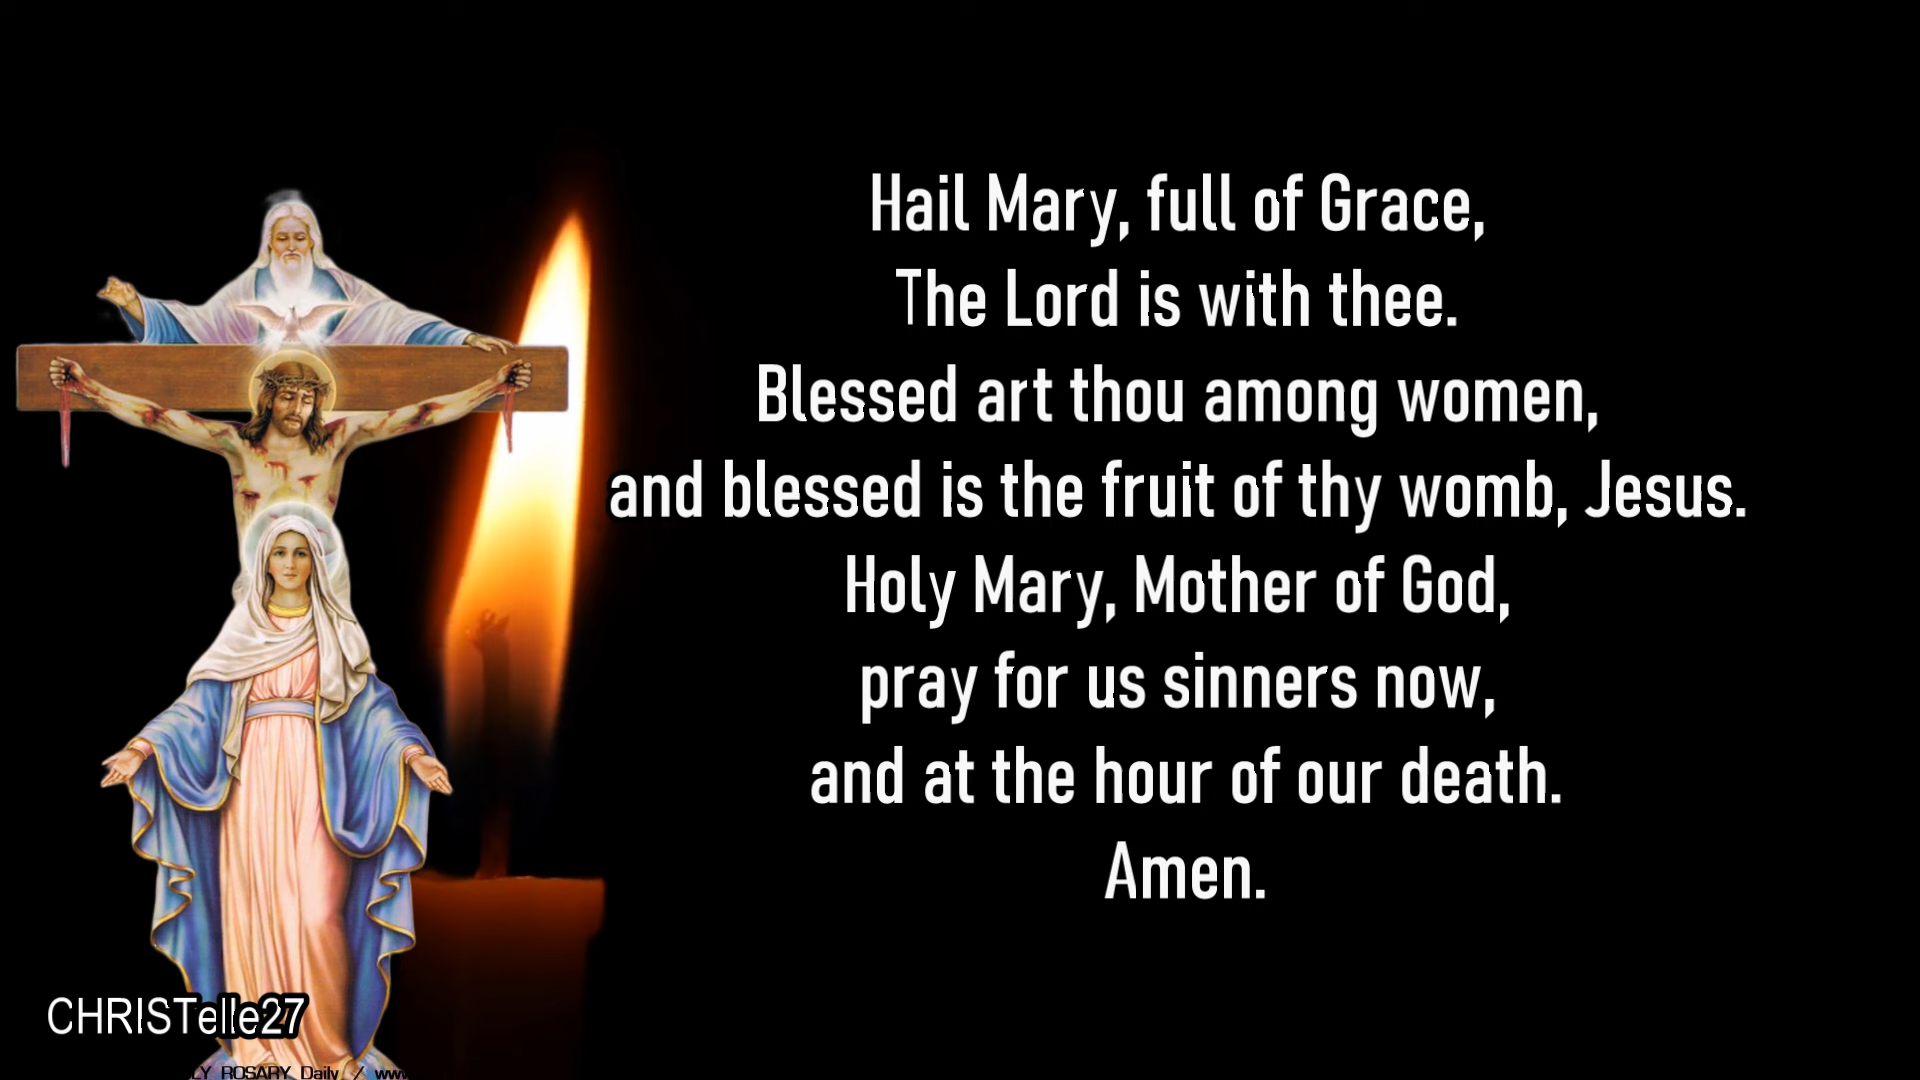 Hail Mary, full of Grace,
The Lord is with thee.
Blessed art thou among women,
and blessed is the fruit of thy womb, Jesus.
Holy Mary, Mother of God,
pray for us sinners now,
and at the hour of our death.
Amen.
CHRISTelle27
ROSARY Daily /